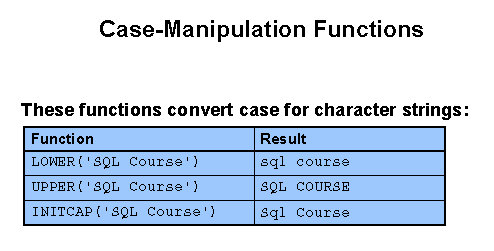 Case-Manipulation Functions
These functions convert case for character strings:
Function Result
LOWER('SQL Course') sql course
UPPER('SQL Course') SQL COURSE
INITCAP('SQL Course') Sql Course